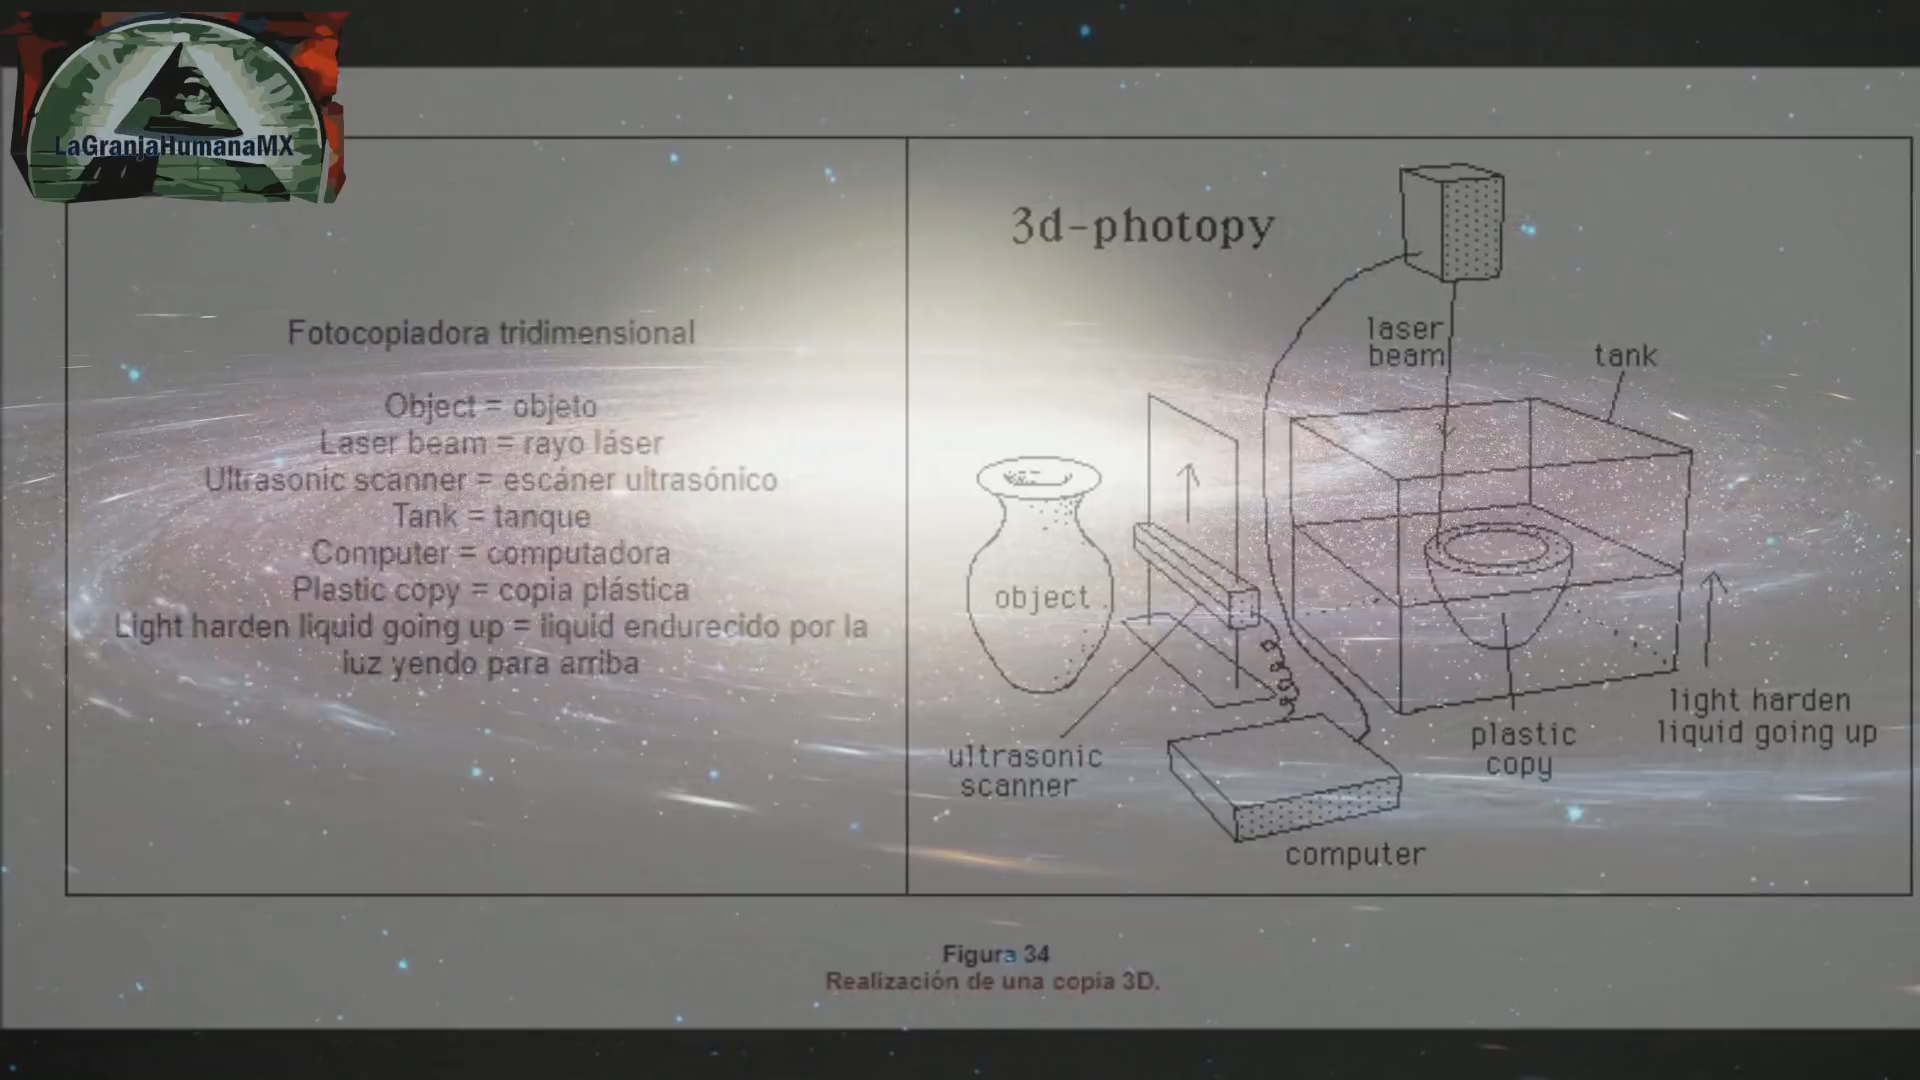 LaGranjaHumanaMX
Fotocopiadora tridimensional
Object = objeto
Laser beam = rayo láser
Ultrasonic scanner = escáner ultrasónico
Tank = tanque
Computer = computadora
Plastic copy = copia plástica
Light harden liquid going up = liquid endurecido por la
luz yendo para arriba
3d-photopy
laser
beam
tank
object
ultrasonic
scanner
plastic
copy
light harden
liquid going up
computer
Figura 34
Realización de una copia 3D.